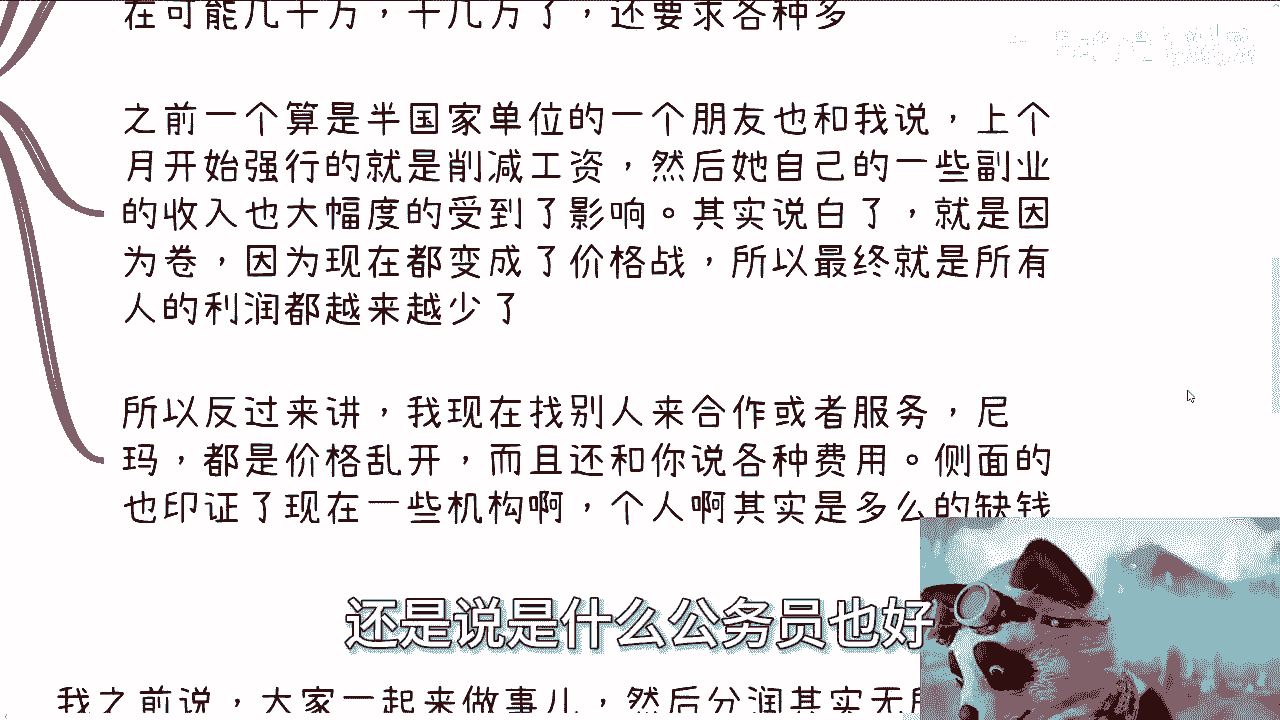 在可能几十万，十几万了，还要求各种多
之前一个算是半国家单位的一个朋友也和我说，上个
月开始强行的就是削减工资，然后她自己的一些副业
的收入也大幅度的受到了影响。其实说白了，就是因
为卷，因为现在都变成了价格战，所以最终就是所有
人的利润都越来越少了
所以反过来讲，我现在找别人来合作或者服务，尼
玛，都是价格乱开，而且还和你说各种费用。侧面的
也印证了现在一些机构啊，个人啊其实是多么的缺钱
还是说是什么公务员也好
我之前说，大家一起来做事儿，然后分润其实无